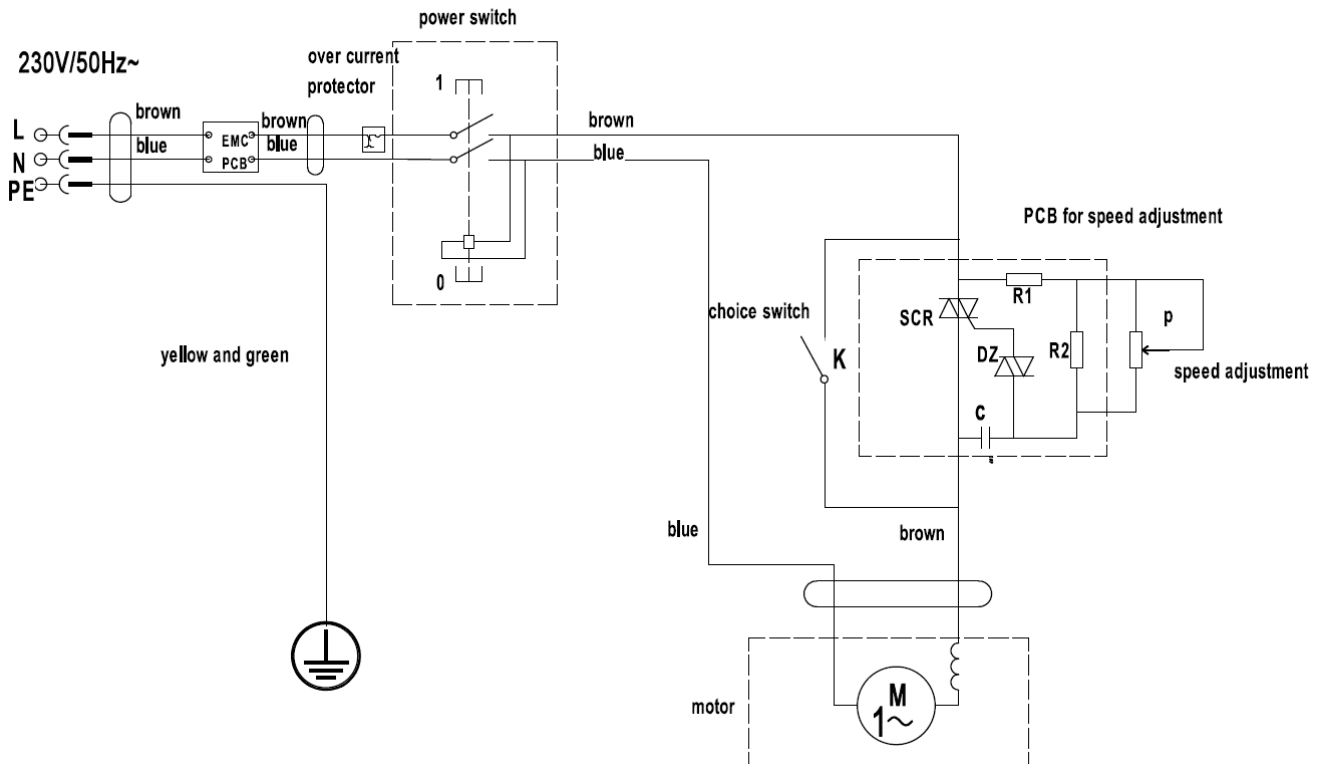 power switch
230V/50Hz~
over current
protector
1
brown
brown
L
EMC
brown
blue
blue
N
PCB
blue
PE
PCB for speed adjustment
0
R1
choice switch
SCR
p
yellow and green
K
DZ
R2
speed adjustment
C
blue
brown
M
motor
1~